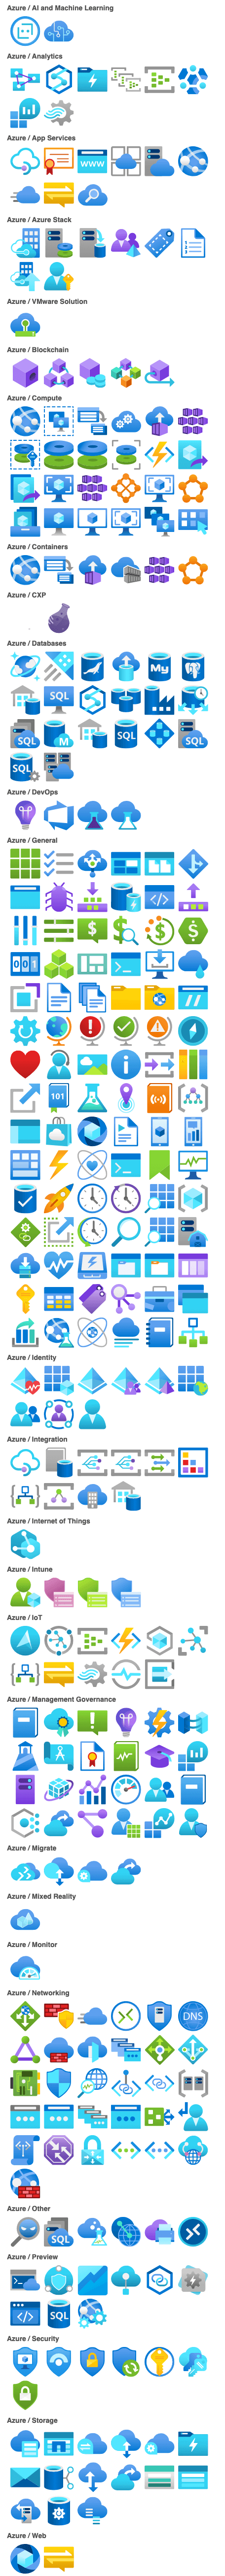 Azure / AI and Machine Learning
Azure / Analytics
Azure / App Services
WWW
Azure / Azure Stack
Azure / VMware Solution
Azure / Blockchain
Azure / Compute
Azure / Containers
Azure / CXP
Azure / Databases
My
SQL
SQL
SQL
SQL
SQL
Azure / DevOps
Azure / General
$
$
$
001
101
Azure / Identity
Azure / Integration
Azure / Internet of Things
Azure / Intune
Azure / IoT
Azure / Management Governance
Azure / Migrate
Azure / Mixed Reality
Azure / Monitor
Azure / Networking
DNS
Azure / Other
SQL
Azure / Preview
SQL
Azure / Security
Azure / Storage
Azure / Web